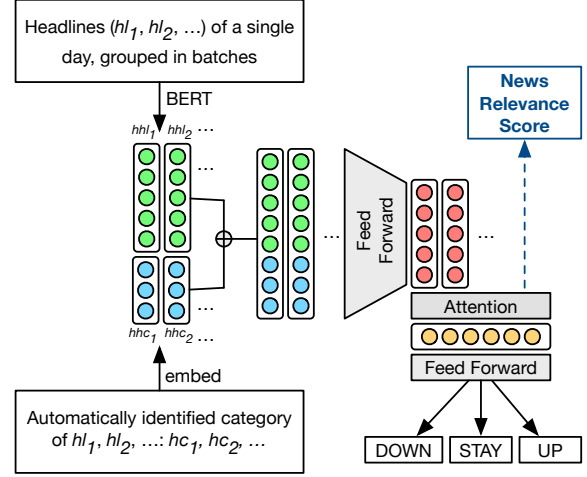 Headlines (hl1, hl2, …) of a single
day, grouped in batches
BERT
hhl1 hhl2 ...
...
...
hhc1 hhc2 ...
embed
Automatically identified category
of hl1, hl2, …: hc1, hc2, …
...
Feed
Forward
...
News
Relevance
Score
Attention
Feed Forward
DOWN STAY UP